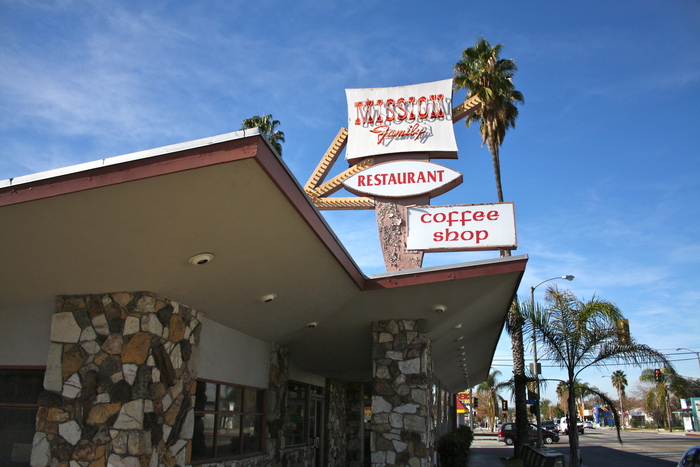 MISSION
Family
RESTAURANT
coffee
shop